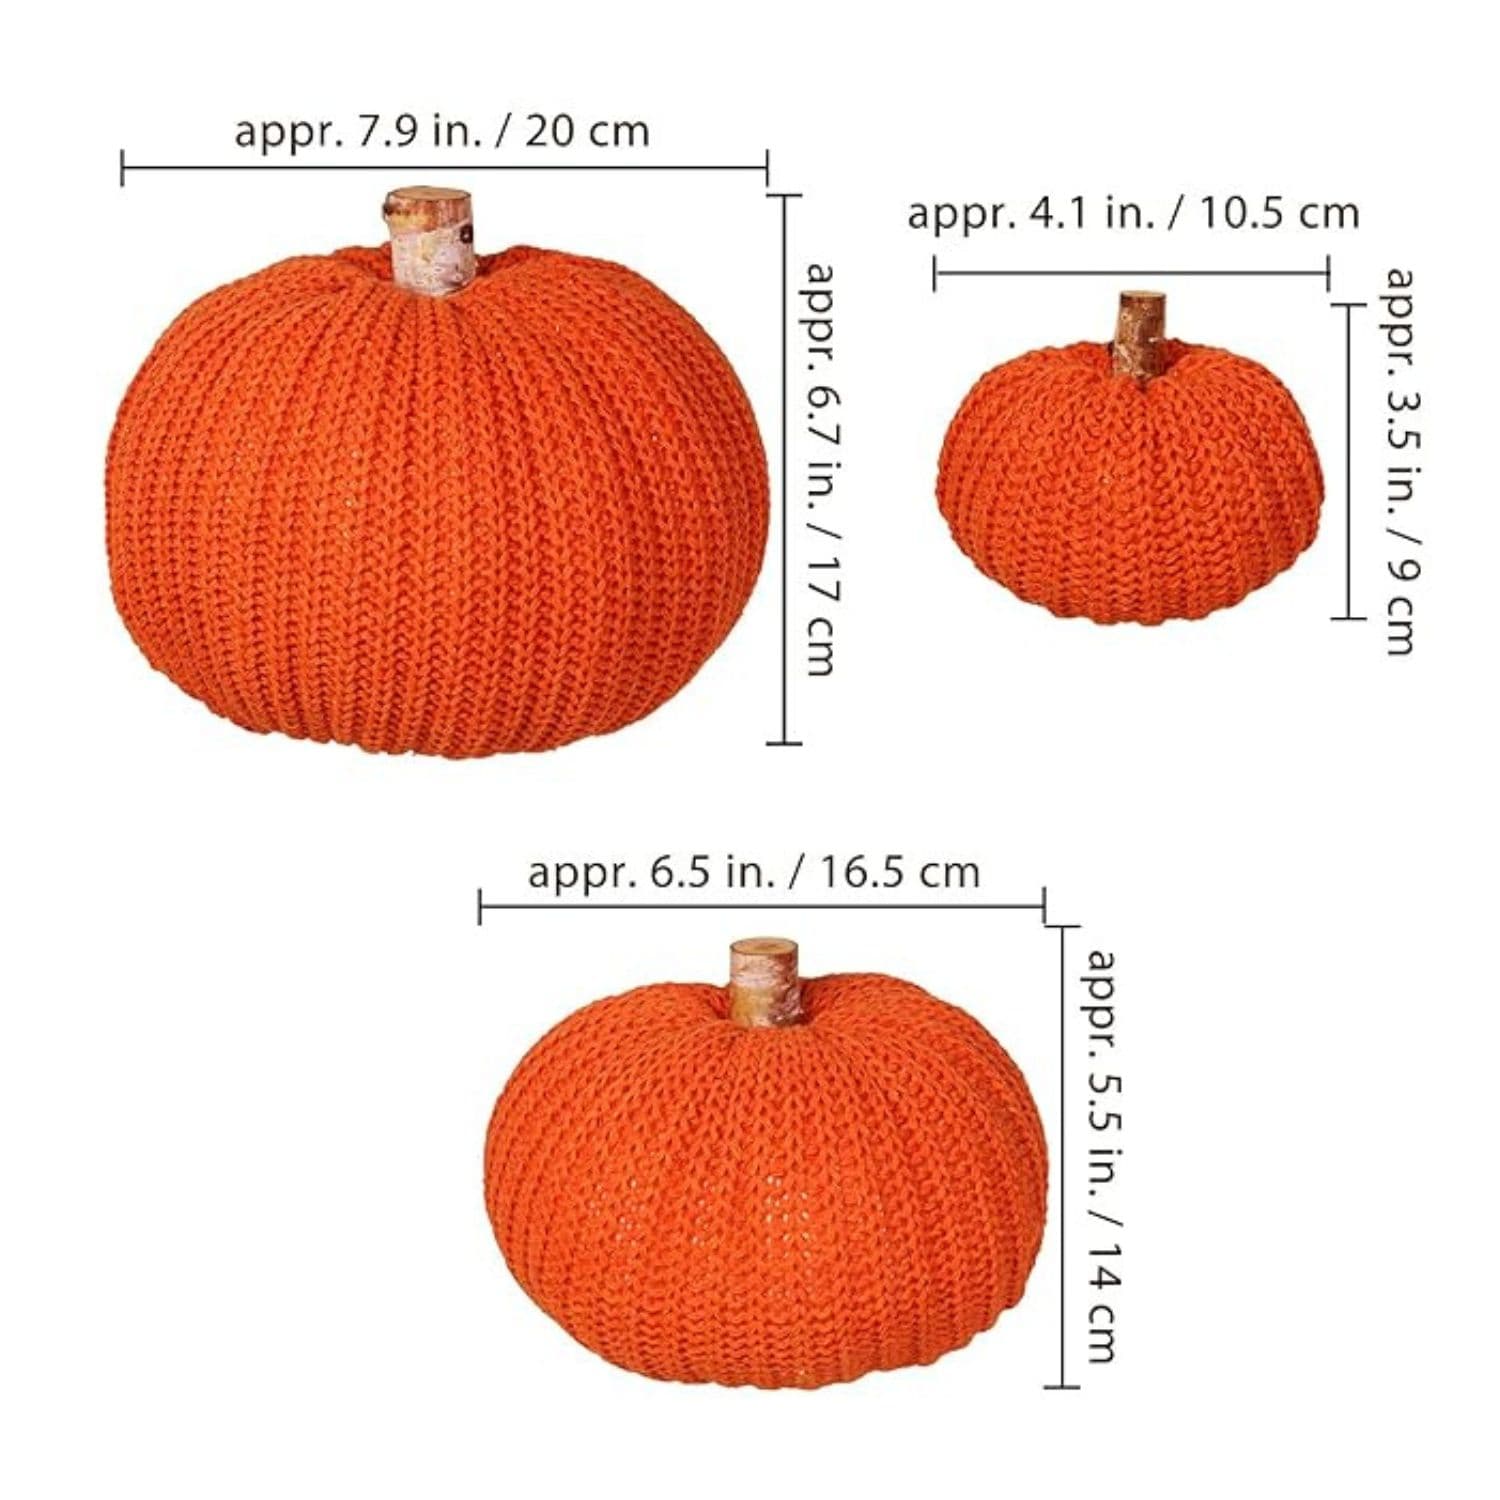 appr. 7.9 in. / 20 cm
appr. 6.7 in. / 17 cm
appr. 4.1 in. / 10.5 cm
appr. 3.5 in. / 9 cm
appr. 6.5 in. / 16.5 cm
appr. 5.5 in. / 14 cm